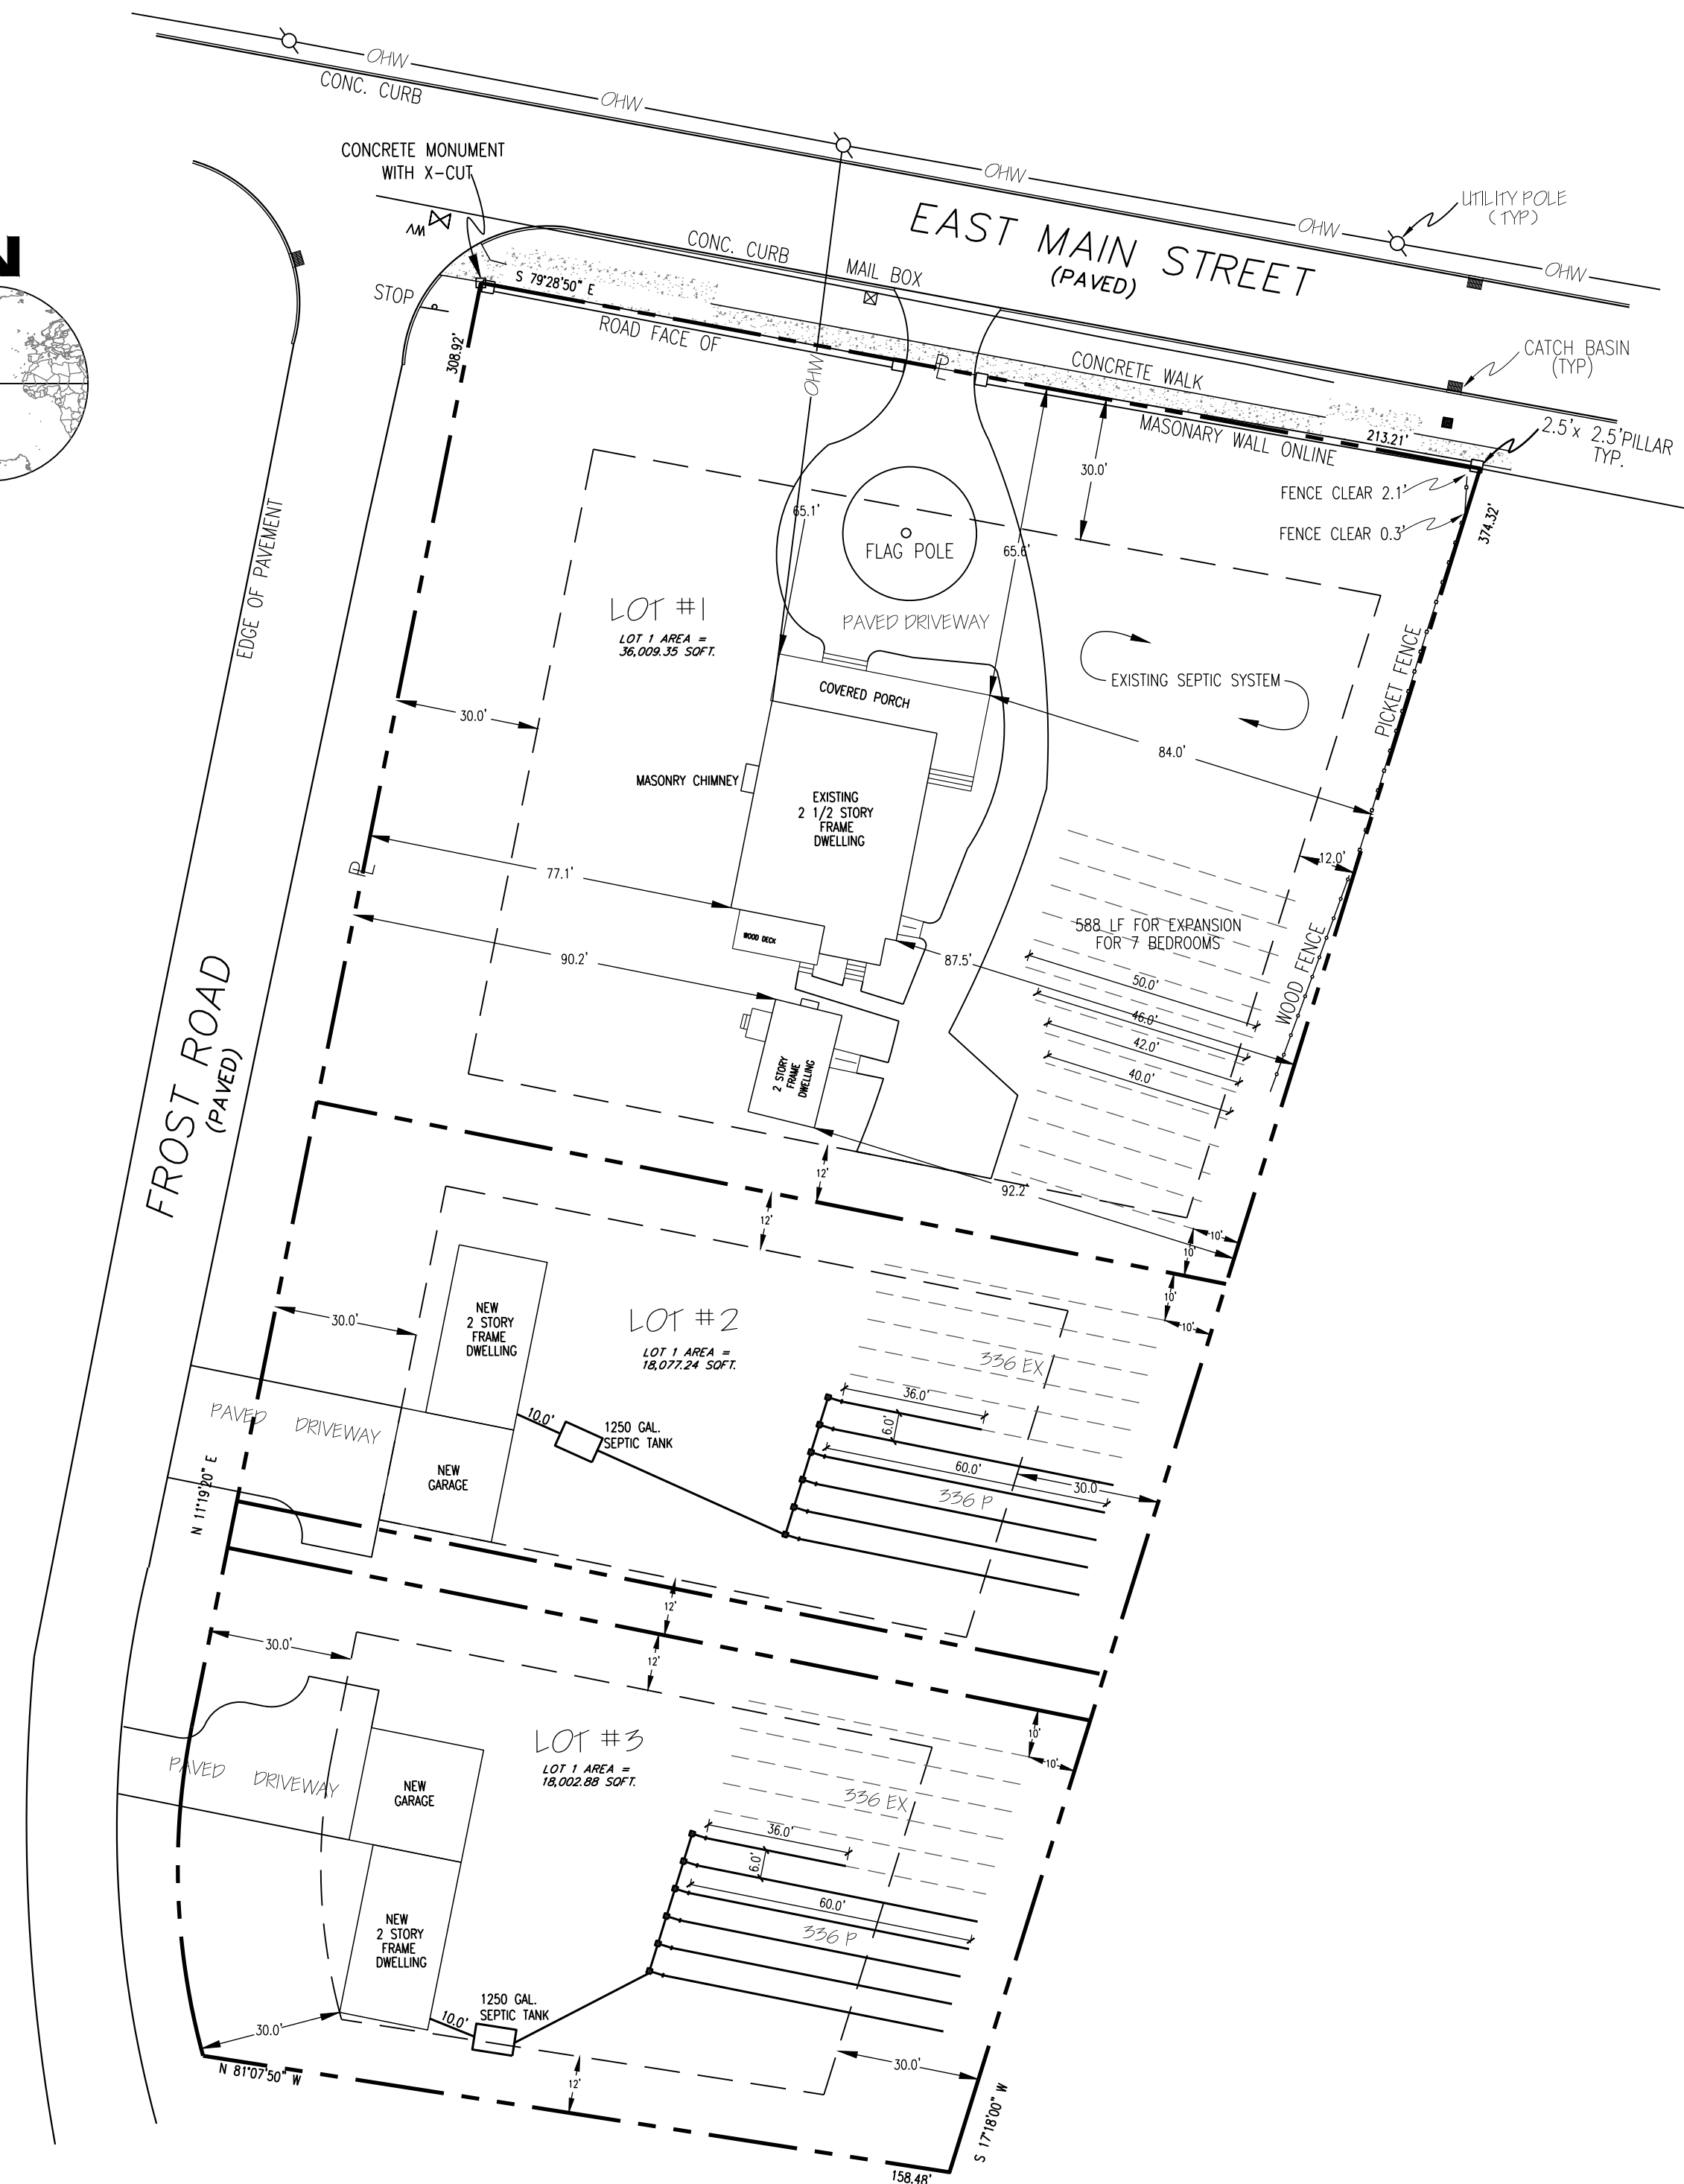 OHW
CONC. CURB
OHW
OHW
OHW
OHW
UTILITY POLE
(TYP)
N
CONCRETE MONUMENT
WITH X-CUT
WV
STOP
S 79°28'50" E
CONC. CURB
MAIL BOX
EAST MAIN STREET
(PAVED)
ROAD FACE OF
CONCRETE WALK
MASONARY WALL ONLINE
213.21'
CATCH BASIN
(TYP)
2.5'x 2.5'PILLAR
TYP.
308.92'
OHW
PL
30.0'
FENCE CLEAR 2.1'
FENCE CLEAR 0.3'
374.32'
EDGE OF PAVEMENT
65.1'
FLAG POLE
65.6'
LOT #1
LOT 1 AREA =
36,009.35 SQFT.
PAVED DRIVEWAY
PICKET FENCE
30.0'
COVERED PORCH
EXISTING SEPTIC SYSTEM
84.0'
MASONRY CHIMNEY
EXISTING
2 1/2 STORY
FRAME
DWELLING
PL
77.1'
12.0'
WOOD DECK
588 LF FOR EXPANSION
FOR 7 BEDROOMS
90.2'
87.5'
50.0'
46.0'
42.0'
40.0'
WOOD FENCE
FROST ROAD
(PAVED)
2 STORY
FRAME
DWELLING
12'
92.2'
12'
10'
10'
10'
10'
30.0'
NEW
2 STORY
FRAME
DWELLING
LOT #2
LOT 1 AREA =
18,077.24 SQFT.
336 EX
36.0'
6.0'
PAVED DRIVEWAY
10.0'
1250 GAL.
SEPTIC TANK
60.0'
30.0
336 P
NEW
GARAGE
N 11°19'20" E
12'
12'
30.0'
LOT #3
LOT 1 AREA =
18,002.88 SQFT.
10'
10'
PAVED DRIVEWAY
NEW
GARAGE
336 EX
36.0'
6.0'
60.0'
336 P
NEW
2 STORY
FRAME
DWELLING
1250 GAL.
SEPTIC TANK
10.0'
30.0'
30.0'
N 81°07'50" W
12'
S 17°18'00" W
158.48'